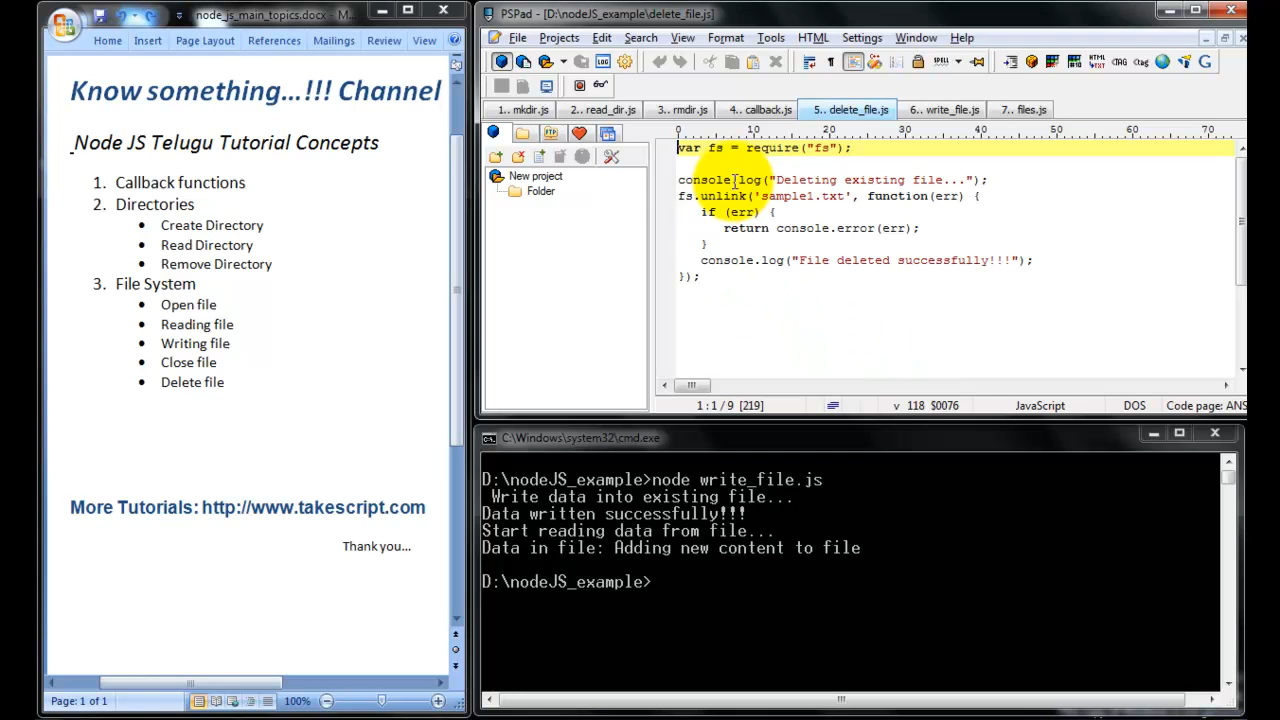 node_js_main_topics.docx - M...
Home Insert Page Layout References Mailings Review View
Know something...!!! Channel
Node JS Telugu Tutorial Concepts
1. Callback functions
2. Directories
• Create Directory
• Read Directory
• Remove Directory
3. File System
• Open file
• Reading file
• Writing file
• Close file
• Delete file
More Tutorials: http://www.takescript.com
Thank you...
Page: 1 of 1
100%
PSPad - [D:\nodeJS_example\delete_file.js]
File Projects Edit Search View Format Tools HTML Settings Window Help
1.. mkdir.js 2.. read_dir.js 3.. rmdir.js 4.. callback.js 5.. delete_file.js 6.. write_file.js 7.. files.js
New project
Folder
0 10 20 30 40 50 60 70
var fs = require("fs");
console.log("Deleting existing file...");
fs.unlink('sample1.txt', function(err) {
if (err) {
return console.error(err);
}
console.log("File deleted successfully!!!");
});
1 : 1 / 9 [219] v 118 $0076 JavaScript DOS Code page: ANS
C:\Windows\system32\cmd.exe
D:\nodeJS_example>node write_file.js
Write data into existing file...
Data written successfully!!!
Start reading data from file...
Data in file: Adding new content to file
D:\nodeJS_example>